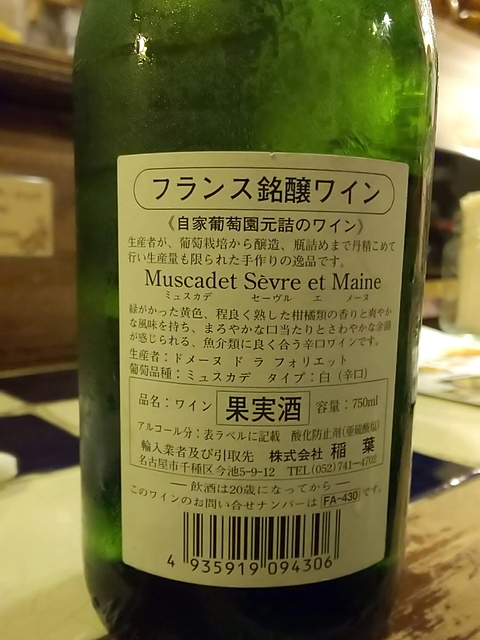 フランス銘醸ワイン
《自家葡萄園元詰のワイン》
生産者が、葡萄栽培から醸造、瓶詰めまで丹精こめて
行い生産量も限られた手作りの逸品です。
Muscadet Sèvre et Maine
ミュスカデ セーヴル エ メーヌ
緑がかった黄色、程良く熟した柑橘類の香りと爽やか
な風味を持ち、まろやかな口当たりとさわやかな余韻
が感じられる、魚介類に良く合う辛口ワインです。
生産者：ドメーヌ ド ラ フォリエット
葡萄品種：ミュスカデ タイプ：白（辛口）
品名：ワイン 果実酒 容量：750ml
アルコール分：表ラベルに記載 酸化防止剤（亜硫酸塩）
輸入業者及び引取先 株式会社 稲葉
名古屋市千種区今池5-9-12 TEL(052)741-4702
― 飲酒は20歳になってから ―
このワインのお問い合せナンバーは FA-430 です。
4 935919 094306